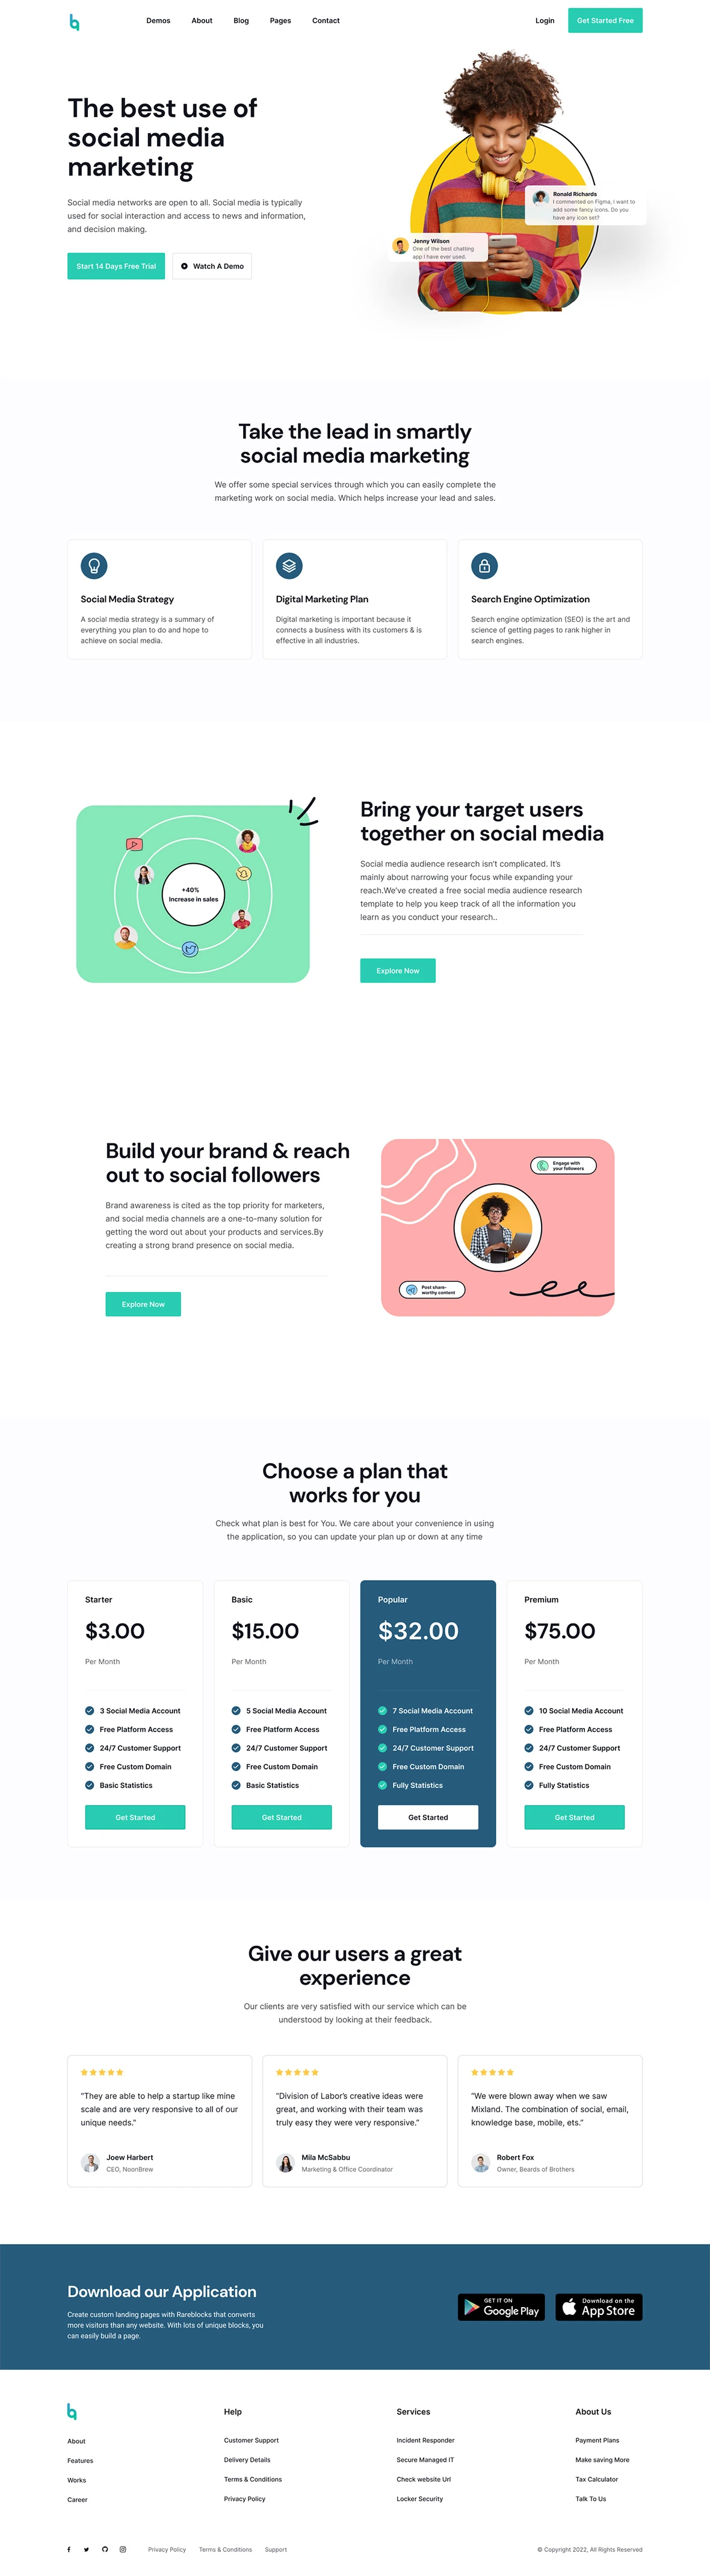 Demos About Blog Pages Contact Login Get Started Free
The best use of
social media
marketing
Social media networks are open to all. Social media is typically
used for social interaction and access to news and information,
and decision making.
Start 14 Days Free Trial Watch A Demo
Ronald Richards
I commented on Figma, I want to
add some fancy icons. Do you
have any icon set?
Jenny Wilson
One of the best chatting
app I have ever used.
Take the lead in smartly
social media marketing
We offer some special services through which you can easily complete the
marketing work on social media. Which helps increase your lead and sales.
Social Media Strategy
A social media strategy is a summary of
everything you plan to do and hope to
achieve on social media.
Digital Marketing Plan
Digital marketing is important because it
connects a business with its customers & is
effective in all industries.
Search Engine Optimization
Search engine optimization (SEO) is the art and
science of getting pages to rank higher in
search engines.
+40%
Increase in sales
Bring your target users
together on social media
Social media audience research isn't complicated. It's
mainly about narrowing your focus while expanding your
reach.We've created a free social media audience research
template to help you keep track of all the information you
learn as you conduct your research..
Explore Now
Build your brand & reach
out to social followers
Brand awareness is cited as the top priority for marketers,
and social media channels are a one-to-many solution for
getting the word out about your products and services.By
creating a strong brand presence on social media.
Explore Now
Engage with
your followers
Post share-
worthy content
Choose a plan that
works for you
Check what plan is best for You. We care about your convenience in using
the application, so you can update your plan up or down at any time
Starter
$3.00
Per Month
3 Social Media Account
Free Platform Access
24/7 Customer Support
Free Custom Domain
Basic Statistics
Get Started
Basic
$15.00
Per Month
5 Social Media Account
Free Platform Access
24/7 Customer Support
Free Custom Domain
Basic Statistics
Get Started
Popular
$32.00
Per Month
7 Social Media Account
Free Platform Access
24/7 Customer Support
Free Custom Domain
Fully Statistics
Get Started
Premium
$75.00
Per Month
10 Social Media Account
Free Platform Access
24/7 Customer Support
Free Custom Domain
Fully Statistics
Get Started
Give our users a great
experience
Our clients are very satisfied with our service which can be
understood by looking at their feedback.
"They are able to help a startup like mine
scale and are very responsive to all of our
unique needs."
Joew Harbert
CEO, NoonBrew
"Division of Labor's creative ideas were
great, and working with their team was
truly easy they were very responsive."
Mila McSabbu
Marketing & Office Coordinator
"We were blown away when we saw
Mixland. The combination of social, email,
knowledge base, mobile, ets."
Robert Fox
Owner, Beards of Brothers
Download our Application
Create custom landing pages with Rareblocks that converts
more visitors than any website. With lots of unique blocks, you
can easily build a page.
GET IT ON
Google Play
Download on the
App Store
About
Features
Works
Career
Help
Customer Support
Delivery Details
Terms & Conditions
Privacy Policy
Services
Incident Responder
Secure Managed IT
Check website Url
Locker Security
About Us
Payment Plans
Make saving More
Tax Calculator
Talk To Us
Privacy Policy Terms & Conditions Support © Copyright 2022, All Rights Reserved